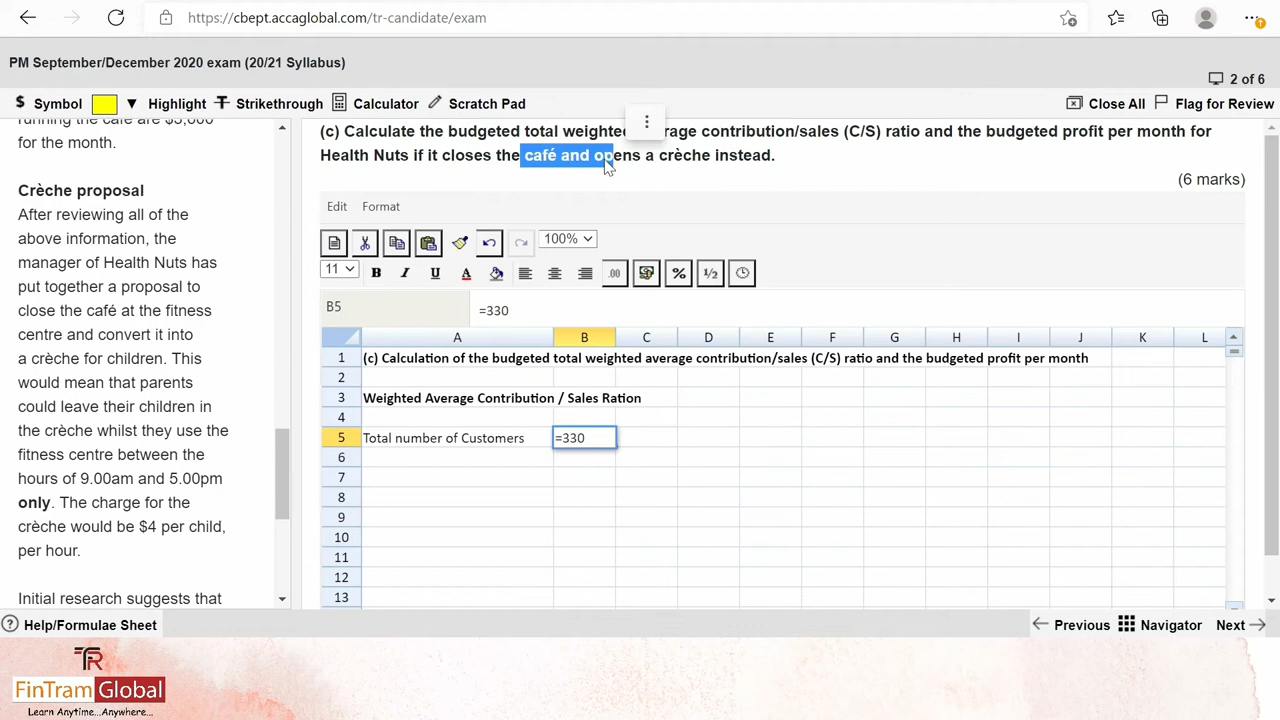 https://cbept.accaglobal.com/tr-candidate/exam
PM September/December 2020 exam (20/21 Syllabus)
2 of 6
$ Symbol Highlight Strikethrough Calculator Scratch Pad Close All Flag for Review
running the café are $3,000
for the month.
Crèche proposal
After reviewing all of the
above information, the
manager of Health Nuts has
put together a proposal to
close the café at the fitness
centre and convert it into
a crèche for children. This
would mean that parents
could leave their children in
the crèche whilst they use the
fitness centre between the
hours of 9.00am and 5.00pm
only. The charge for the
crèche would be $4 per child,
per hour.
Initial research suggests that
(c) Calculate the budgeted total weighted average contribution/sales (C/S) ratio and the budgeted profit per month for
Health Nuts if it closes the café and opens a crèche instead.
(6 marks)
Edit Format
100%
11 B I U A .00 % 1/2
B5 =330
A B C D E F G H I J K L
1 (c) Calculation of the budgeted total weighted average contribution/sales (C/S) ratio and the budgeted profit per month
2
3 Weighted Average Contribution / Sales Ration
4
5 Total number of Customers =330
6
7
8
9
10
11
12
13
Help/Formulae Sheet Previous Navigator Next
FinTram Global
Learn Anytime...Anywhere...